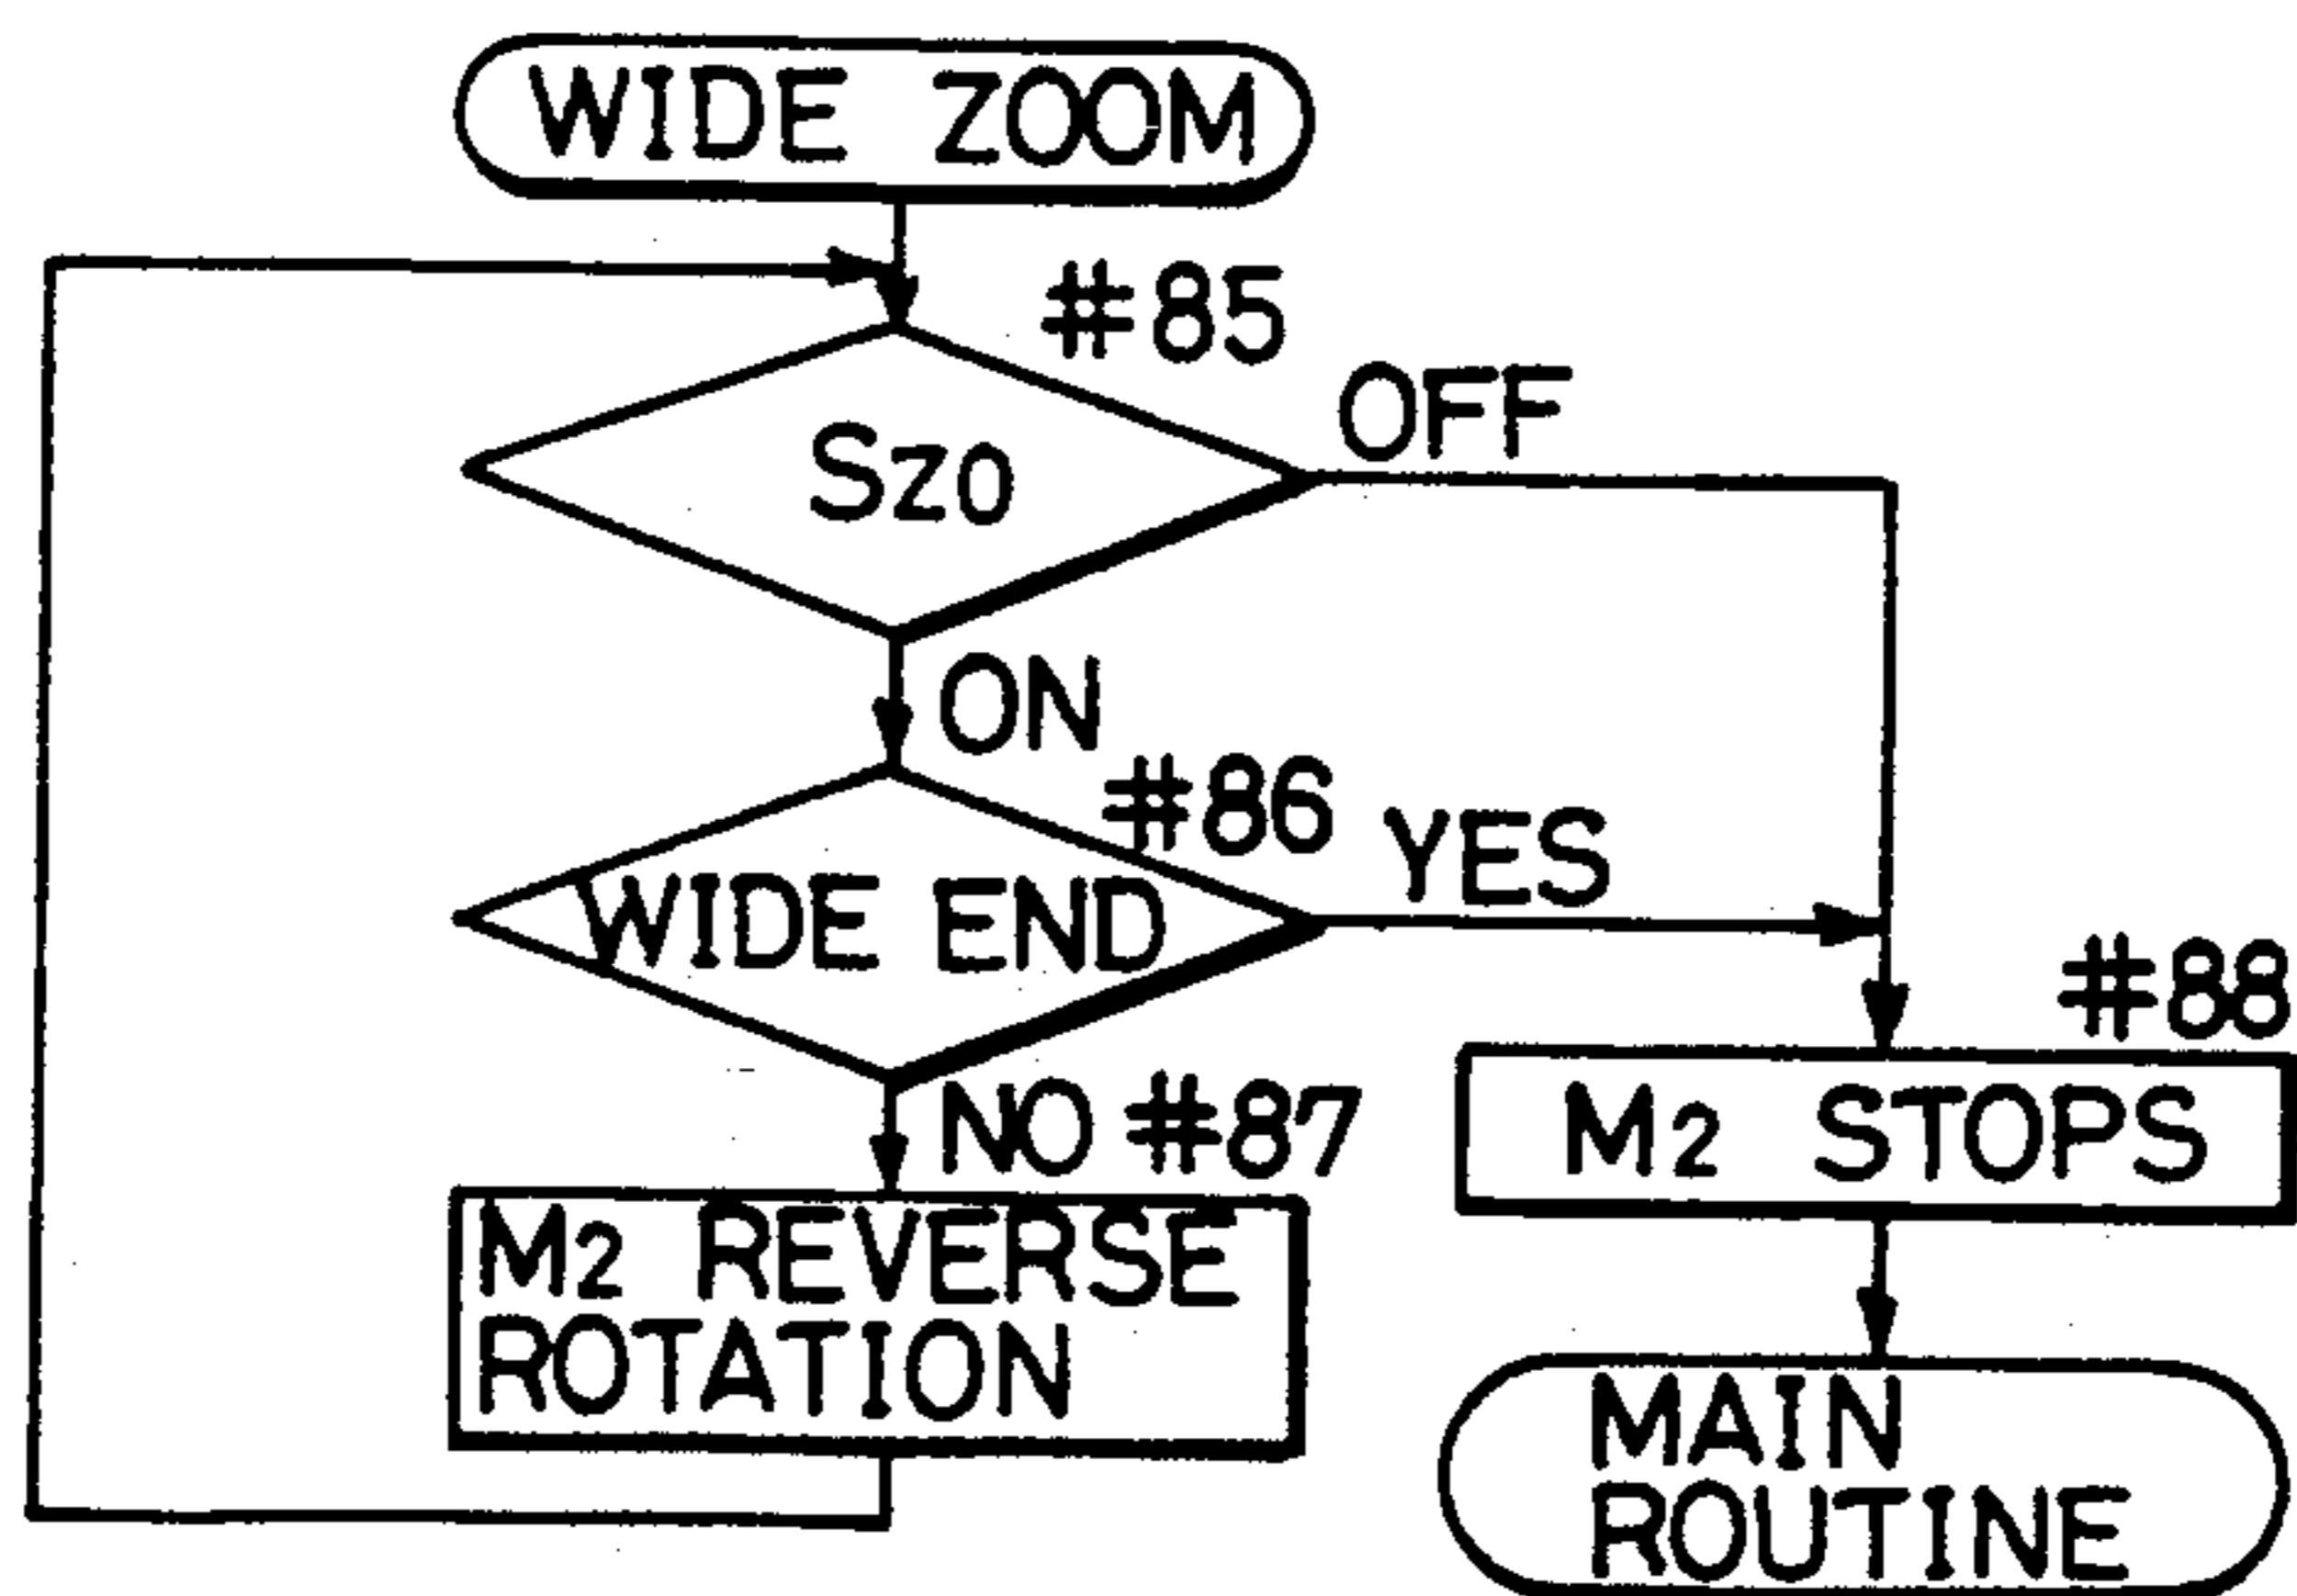 WIDE ZOOM
#85
OFF
SZO
ON
#86
YES
WIDE END
#88
NO #87
M2 STOPS
M2 REVERSE
ROTATION
MAIN
ROUTINE